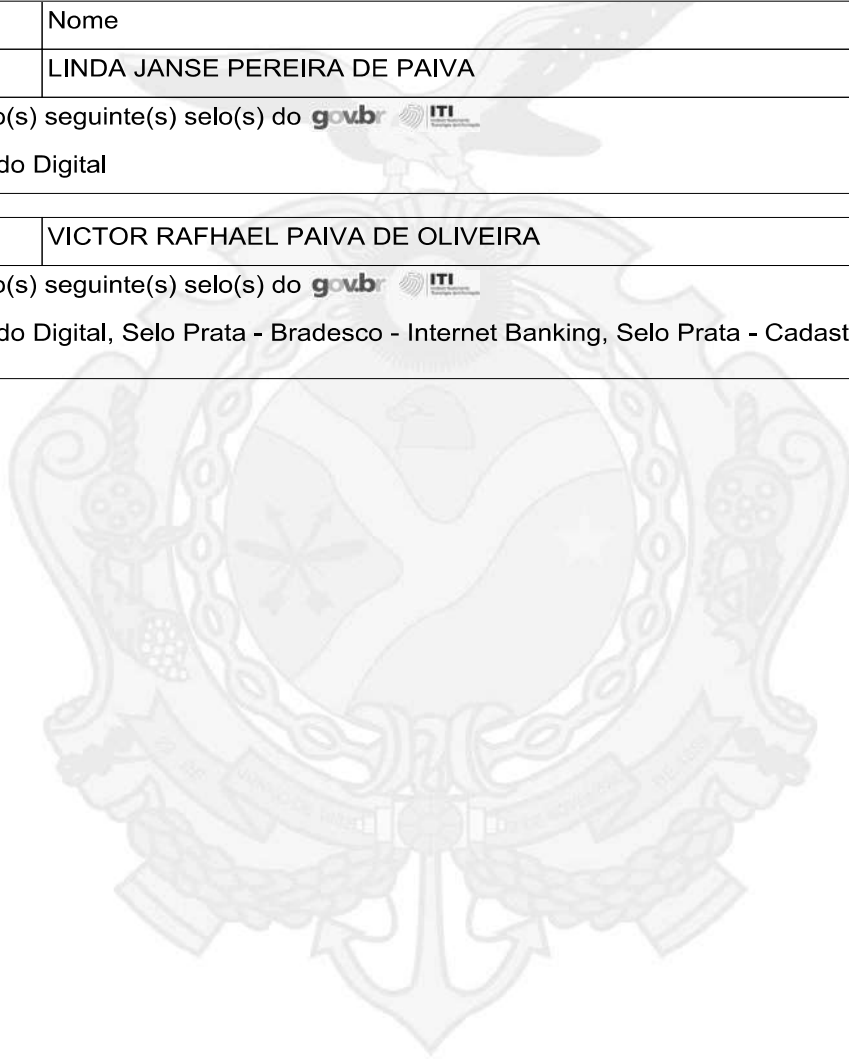 Nome
LINDA JANSE PEREIRA DE PAIVA
o(s) seguinte(s) selo(s) do gov.br ITI
do Digital
VICTOR RAFHAEL PAIVA DE OLIVEIRA
o(s) seguinte(s) selo(s) do gov.br ITI
do Digital, Selo Prata - Bradesco - Internet Banking, Selo Prata - Cadast